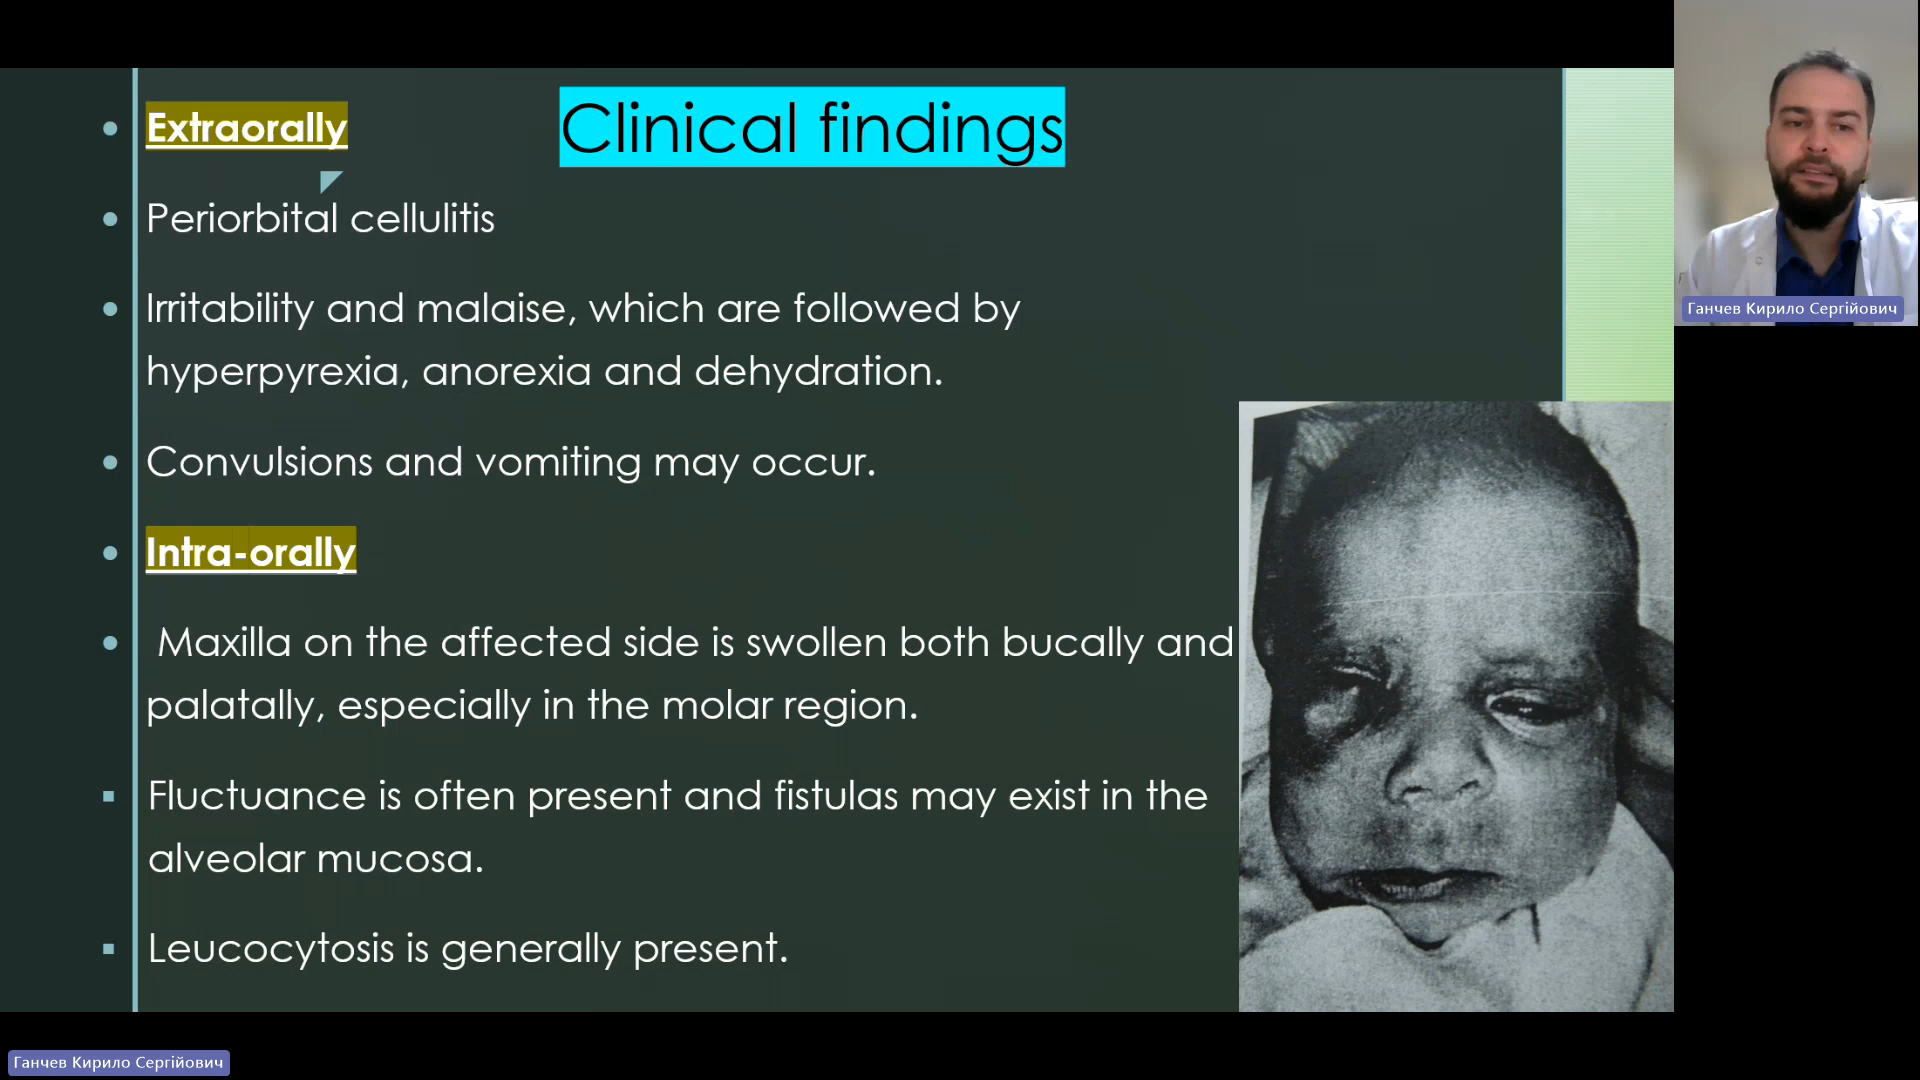 Clinical findings
Extraorally
Periorbital cellulitis
Irritability and malaise, which are followed by
hyperpyrexia, anorexia and dehydration.
Convulsions and vomiting may occur.
Intra-orally
Maxilla on the affected side is swollen both bucally and
palatally, especially in the molar region.
Fluctuance is often present and fistulas may exist in the
alveolar mucosa.
Leucocytosis is generally present.
Ганчев Кирило Сергійович
Ганчев Кирило Сергійович